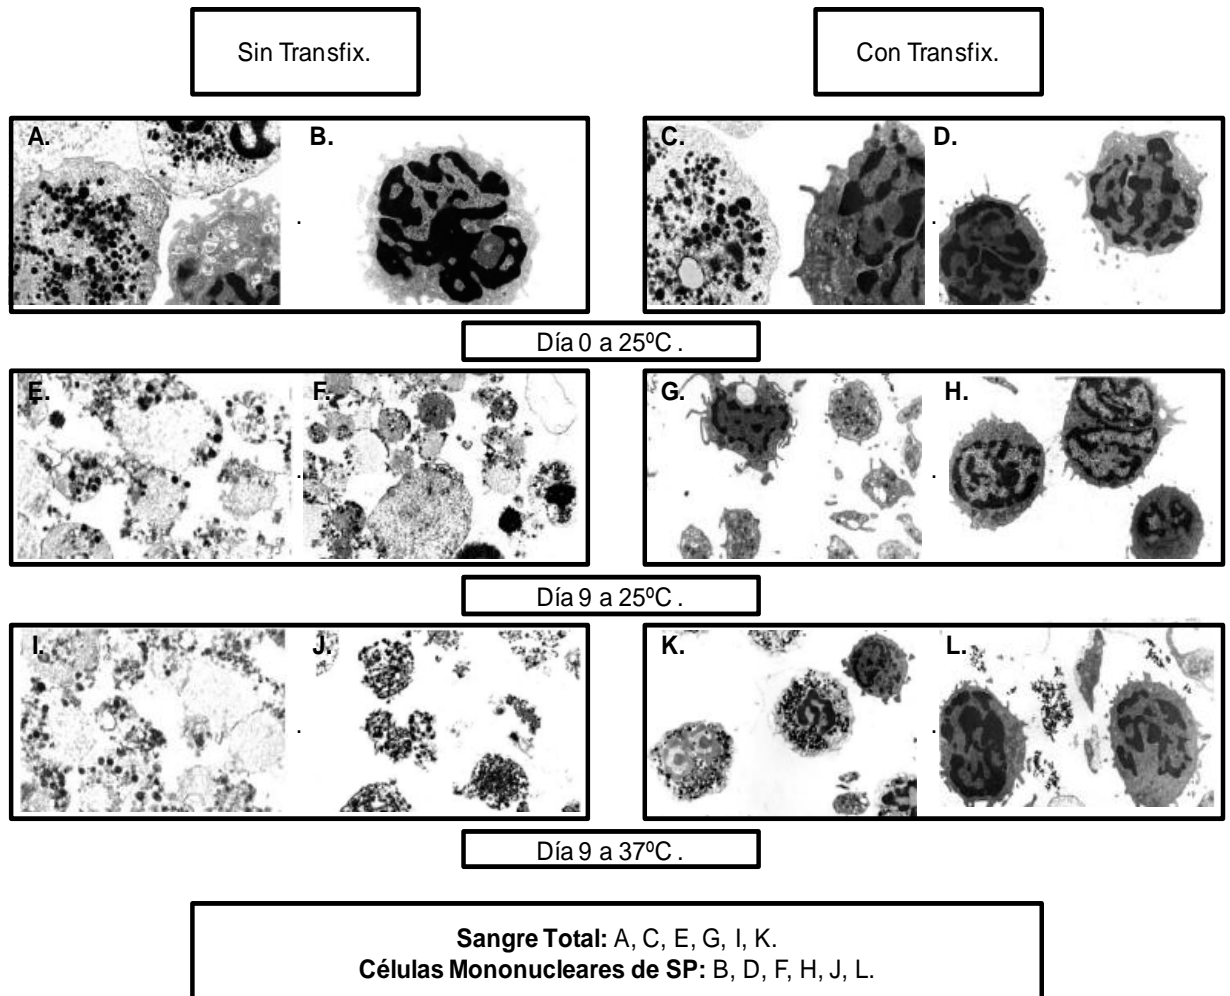 Sin Transfix.
Con Transfix.
A.
B.
C.
D.
Día 0 a 25ºC .
E.
F.
G.
H.
Día 9 a 25ºC .
I.
J.
K.
L.
Día 9 a 37ºC .
Sangre Total: A, C, E, G, I, K.
Células Mononucleares de SP: B, D, F, H, J, L.